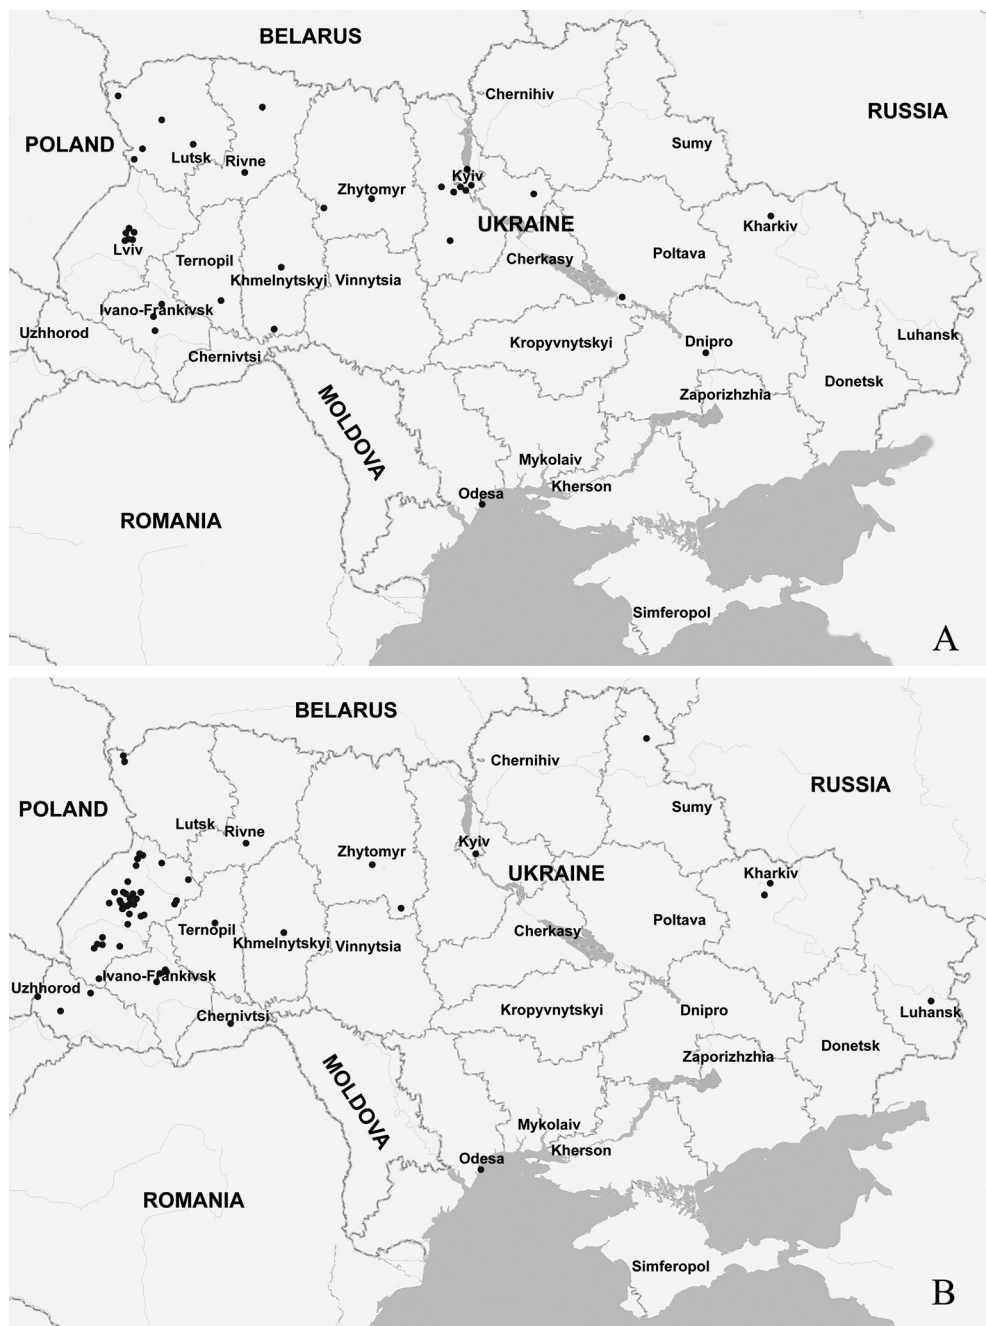 BELARUS
Chernihiv
RUSSIA
POLAND
Sumy
Lutsk
Rivne
Kyiv
Zhytomyr
UKRAINE
Kharkiv
Lviv
Poltava
Ternopil
Cherkasy
Khmelnytskyi
Vinnytsia
Ivano-Frankivsk
Uzhhorod
Luhansk
Kropyvnytskyi
Dnipro
Chernivtsi
Donetsk
Zaporizhzhia
MOLDOVA
Mykolaiv
Kherson
Odesa
ROMANIA
Simferopol
A
BELARUS
Chernihiv
RUSSIA
POLAND
Sumy
Lutsk
Rivne
Kyiv
Zhytomyr
UKRAINE
Kharkiv
Poltava
Ternopil
Cherkasy
Khmelnytskyi
Vinnytsia
Ivano-Frankivsk
Uzhhorod
Kropyvnytskyi
Dnipro
Luhansk
Chernivtsi
Donetsk
Zaporizhzhia
MOLDOVA
Mykolaiv
Kherson
Odesa
ROMANIA
Simferopol
B